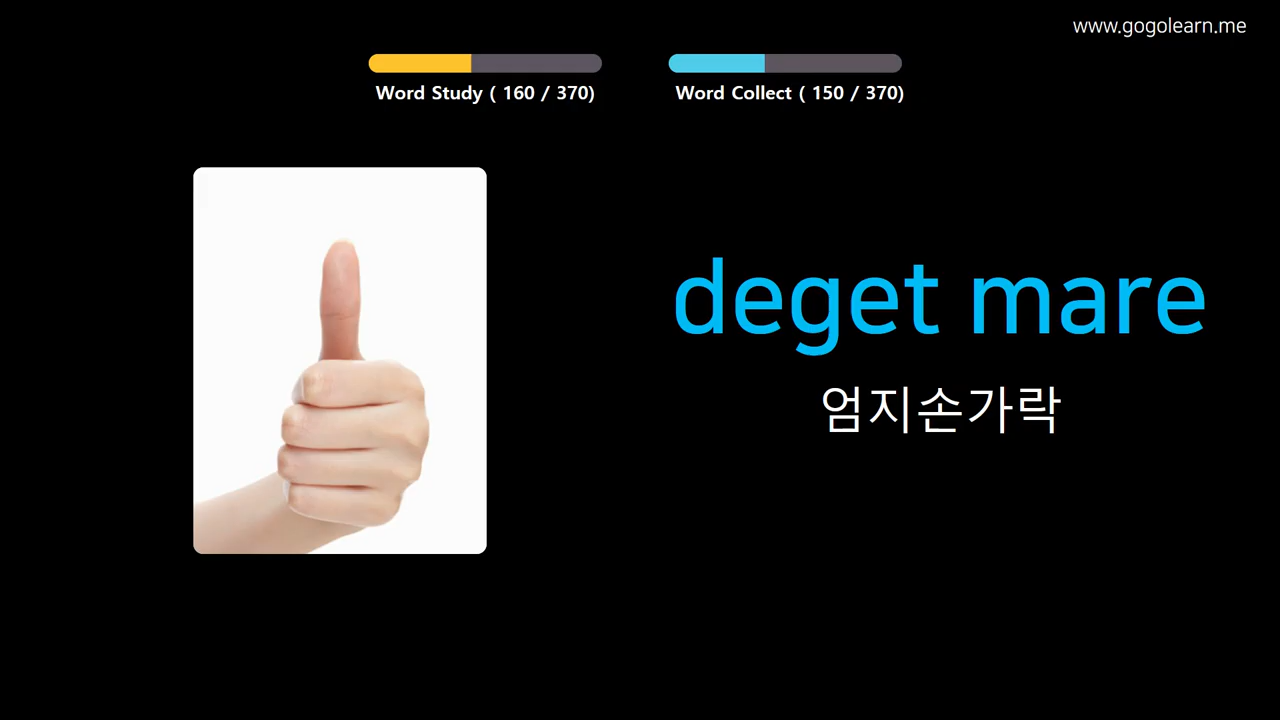 www.gogolearn.me
Word Study ( 160 / 370)
Word Collect ( 150 / 370)
deget mare
엄지손가락